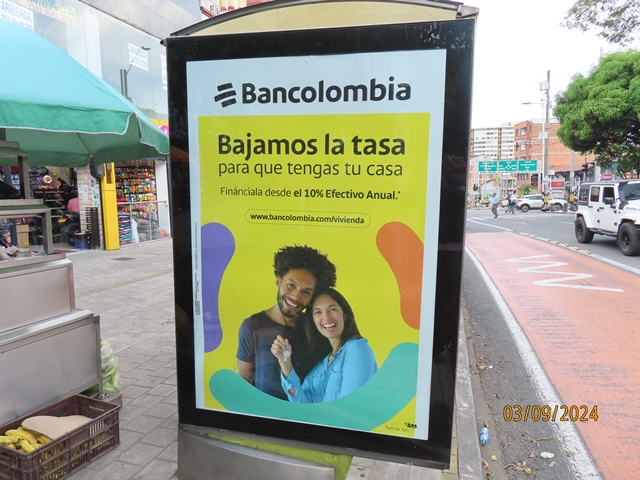 Bancolombia
Bajamos la tasa
para que tengas tu casa
Fináncíala desde el 10% Efectivo Anual.*
www.bancolombia.com/vivienda
03/09/2024